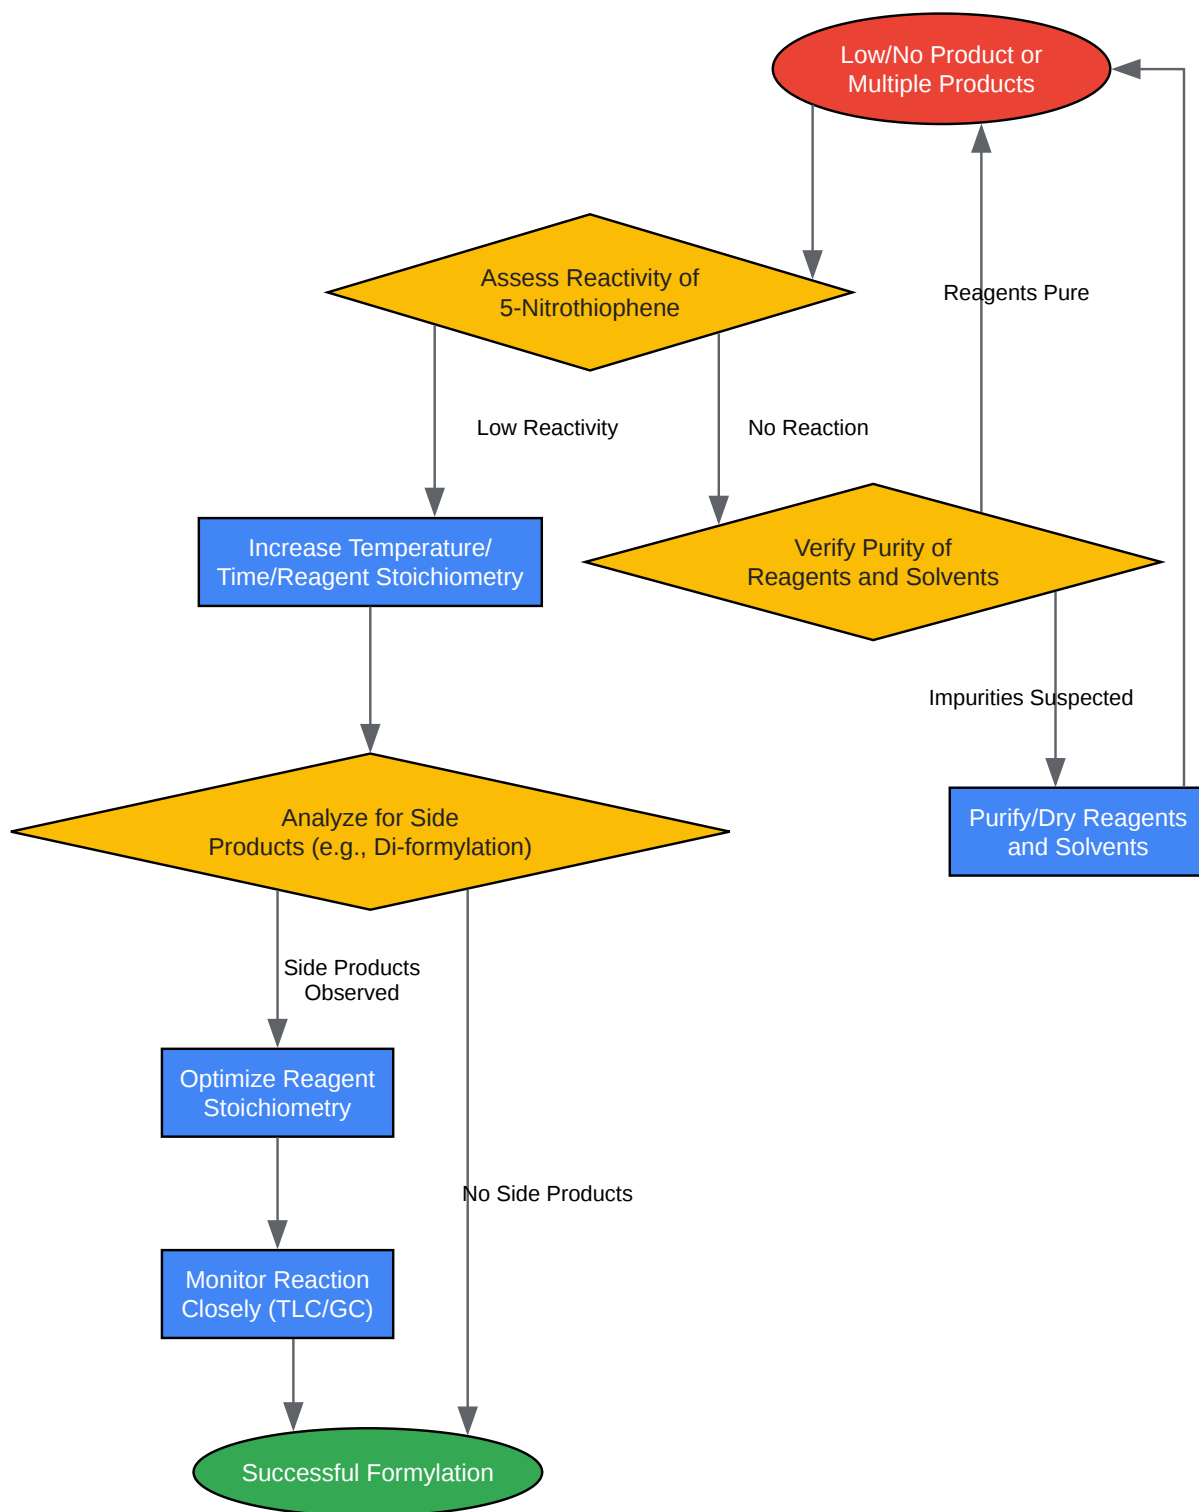 Low/No Product or
Multiple Products
Assess Reactivity of
5-Nitrothiophene
Reagents Pure
Low Reactivity
No Reaction
Increase Temperature/
Time/Reagent Stoichiometry
Verify Purity of
Reagents and Solvents
Impurities Suspected
Analyze for Side
Products (e.g., Di-formylation)
Purify/Dry Reagents
and Solvents
Side Products
Observed
Optimize Reagent
Stoichiometry
No Side Products
Monitor Reaction
Closely (TLC/GC)
Successful Formylation